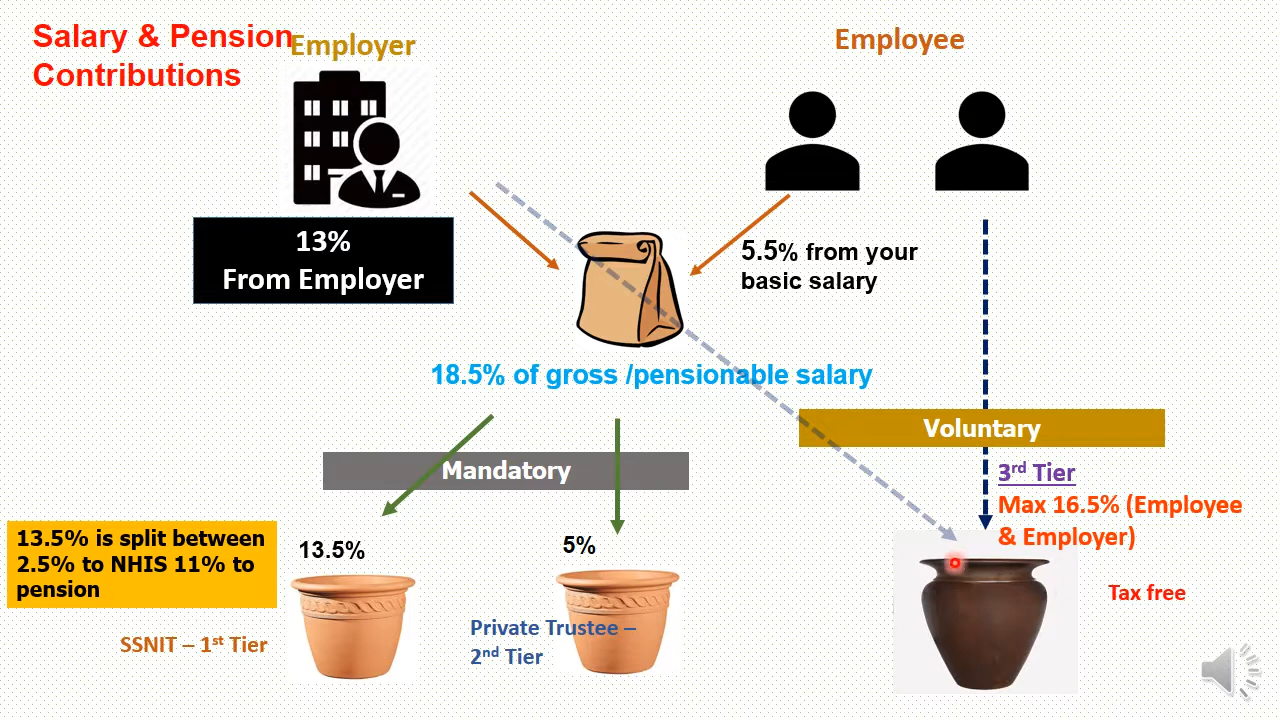 Salary & Pension
Contributions
Employer
Employee
13%
From Employer
5.5% from your
basic salary
18.5% of gross /pensionable salary
Voluntary
Mandatory
3rd Tier
Max 16.5% (Employee
& Employer)
13.5% is split between
2.5% to NHIS 11% to
pension
13.5%
5%
Tax free
SSNIT – 1st Tier
Private Trustee –
2nd Tier